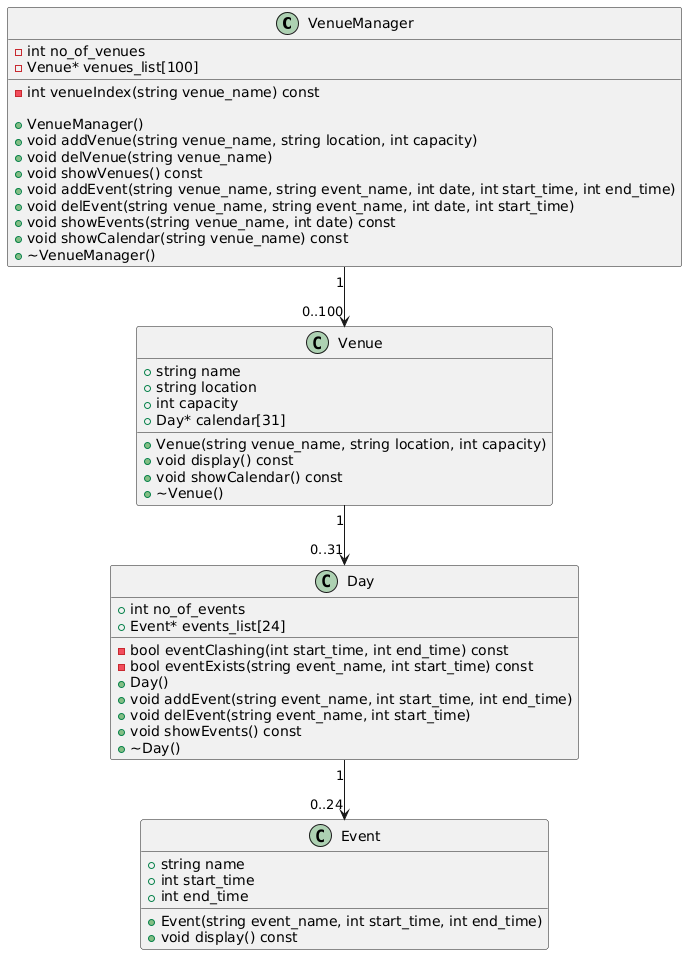 C VenueManager
int no_of_venues
Venue* venues_list[100]
int venueIndex(string venue_name) const
VenueManager()
void addVenue(string venue_name, string location, int capacity)
void delVenue(string venue_name)
void showVenues() const
void addEvent(string venue_name, string event_name, int date, int start_time, int end_time)
void delEvent(string venue_name, string event_name, int date, int start_time)
void showEvents(string venue_name, int date) const
void showCalendar(string venue_name) const
~VenueManager()
1
0..100
C Venue
string name
string location
int capacity
Day* calendar[31]
Venue(string venue_name, string location, int capacity)
void display() const
void showCalendar() const
~Venue()
1
0..31
C Day
int no_of_events
Event* events_list[24]
bool eventClashing(int start_time, int end_time) const
bool eventExists(string event_name, int start_time) const
Day()
void addEvent(string event_name, int start_time, int end_time)
void delEvent(string event_name, int start_time)
void showEvents() const
~Day()
1
0..24
C Event
string name
int start_time
int end_time
Event(string event_name, int start_time, int end_time)
void display() const